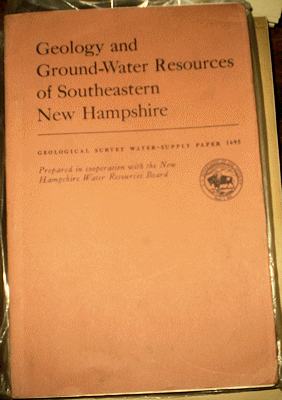 Geology and
Ground-Water Resources
of Southeastern
New Hampshire
GEOLOGICAL SURVEY WATER-SUPPLY PAPER 1695
Prepared in cooperation with the New
Hampshire Water Resources Board